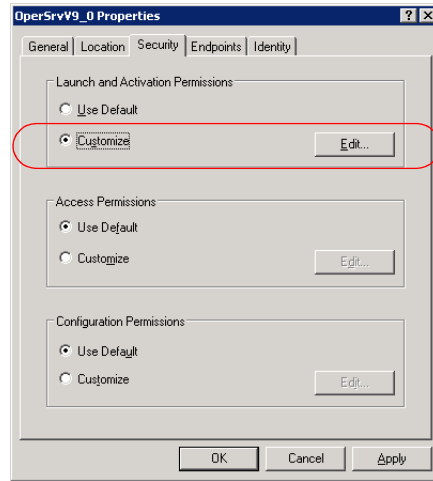 OperSrvV9_0 Properties
General Location Security Endpoints Identity
Launch and Activation Permissions
Use Default
Customize Edit...
Access Permissions
Use Default
Customize Edit...
Configuration Permissions
Use Default
Customize Edit...
OK Cancel Apply